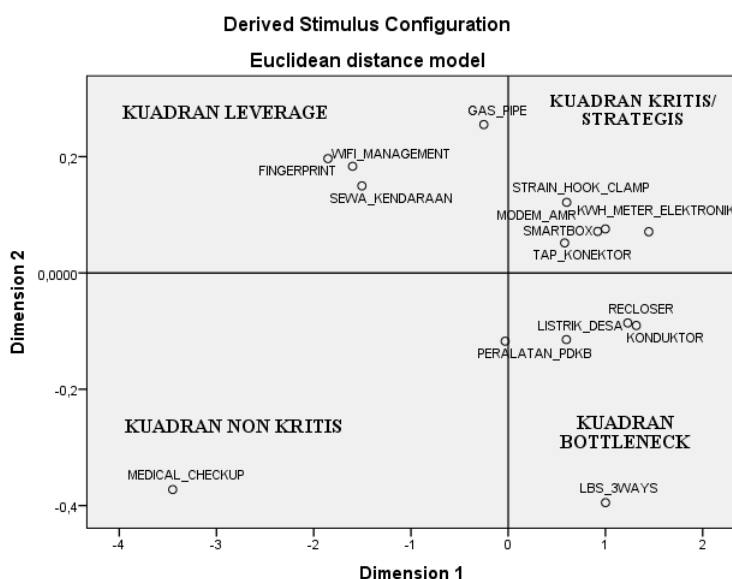 Derived Stimulus Configuration
Euclidean distance model
KUADRAN LEVERAGE
KUADRAN KRITIS/
STRATEGIS
GAS_PIPE
WIFI_MANAGEMENT
FINGERPRINT
SEWA_KENDARAAN
STRAIN_HOOK_CLAMP
MODEM_AMR
KWH_METER_ELEKTRONIK
SMARTBOX
TAP_KONEKTOR
RECLOSER
LISTRIK_DESA
KONDUKTOR
PERALATAN_PDKB
KUADRAN NON KRITIS
KUADRAN
BOTTLENECK
MEDICAL_CHECKUP
LBS_3WAYS
0,2
0,0000
-0,2
-0,4
Dimension 2
-4 -3 -2 -1 0 1 2
Dimension 1